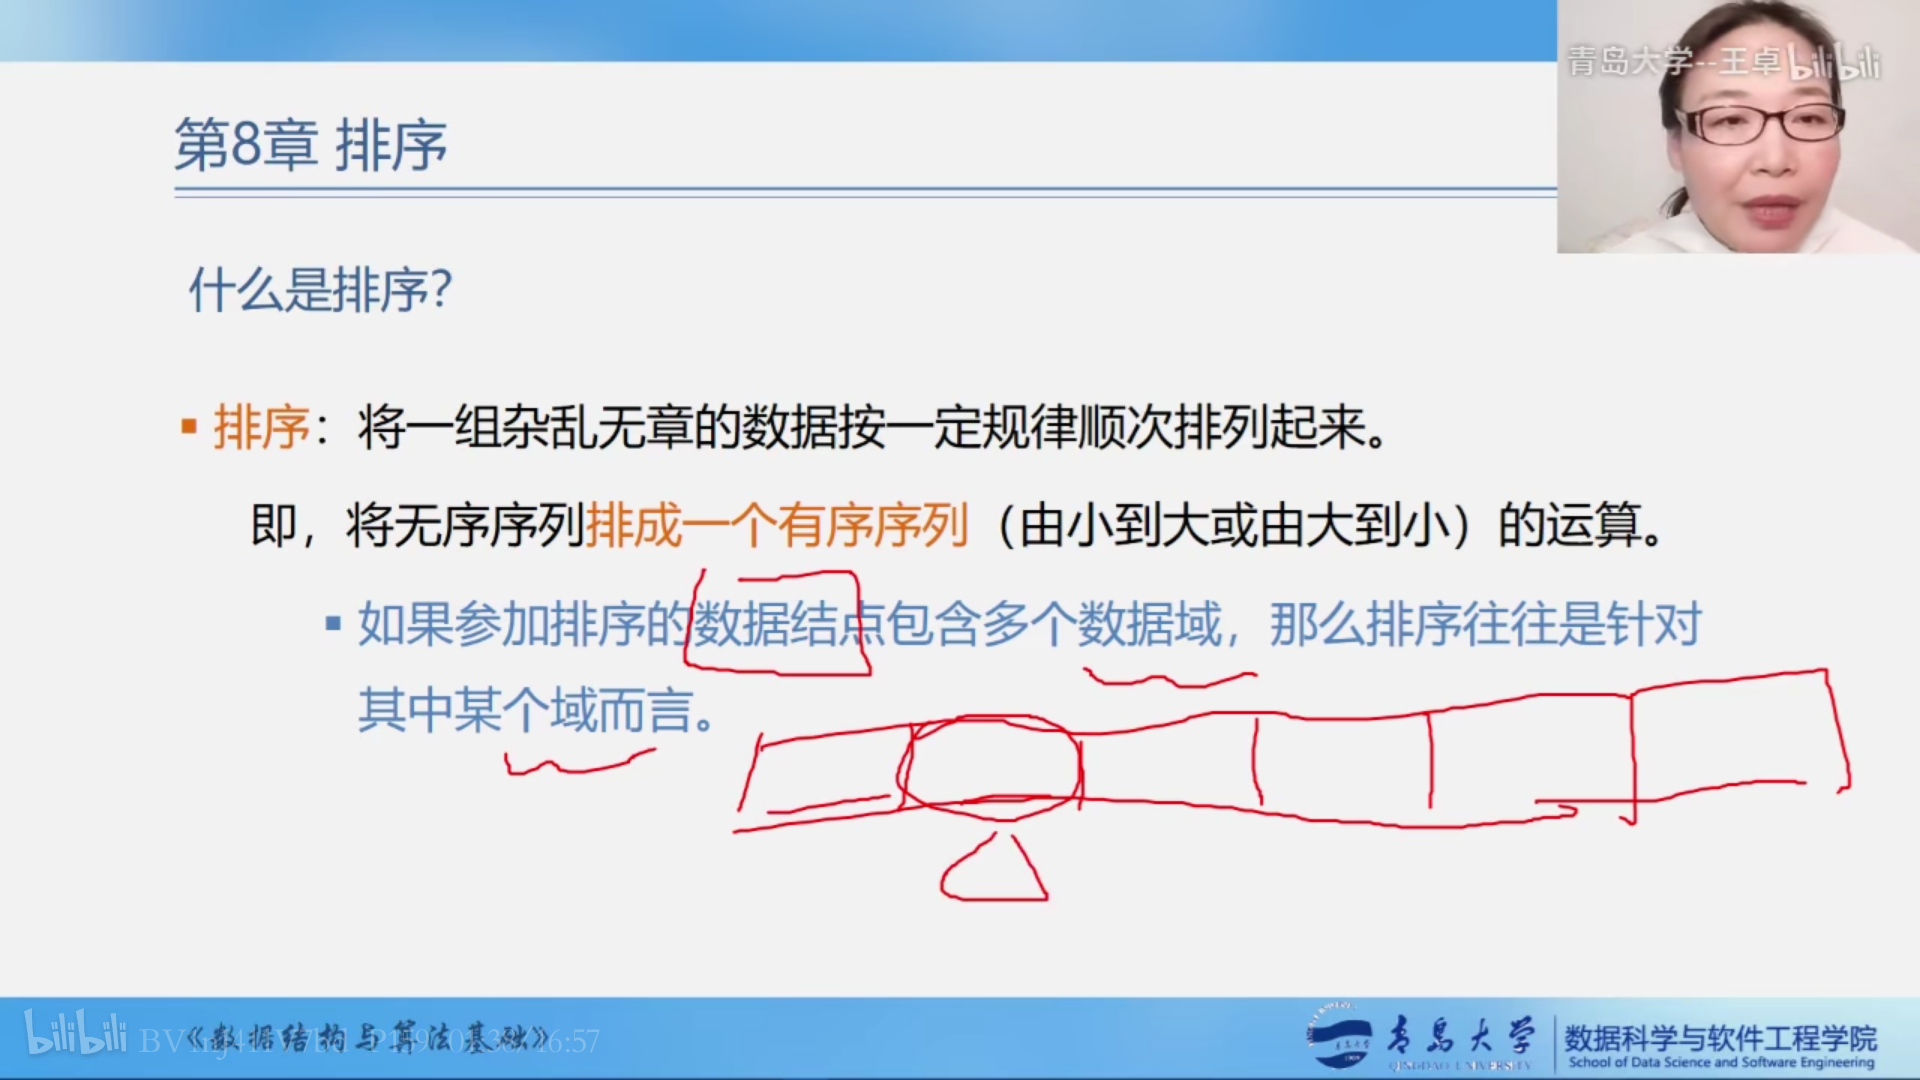 青岛大学--王卓 bilibili
第8章 排序
什么是排序？
排序：将一组杂乱无章的数据按一定规律顺次排列起来。
即，将无序序列排成一个有序序列（由小到大或由大到小）的运算。
如果参加排序的数据结点包含多个数据域，那么排序往往是针对
其中某个域而言。
bilibili
《数据结构与算法基础》
青岛大学
QINGDAO UNIVERSITY
数据科学与软件工程学院
School of Data Science and Software Engineering